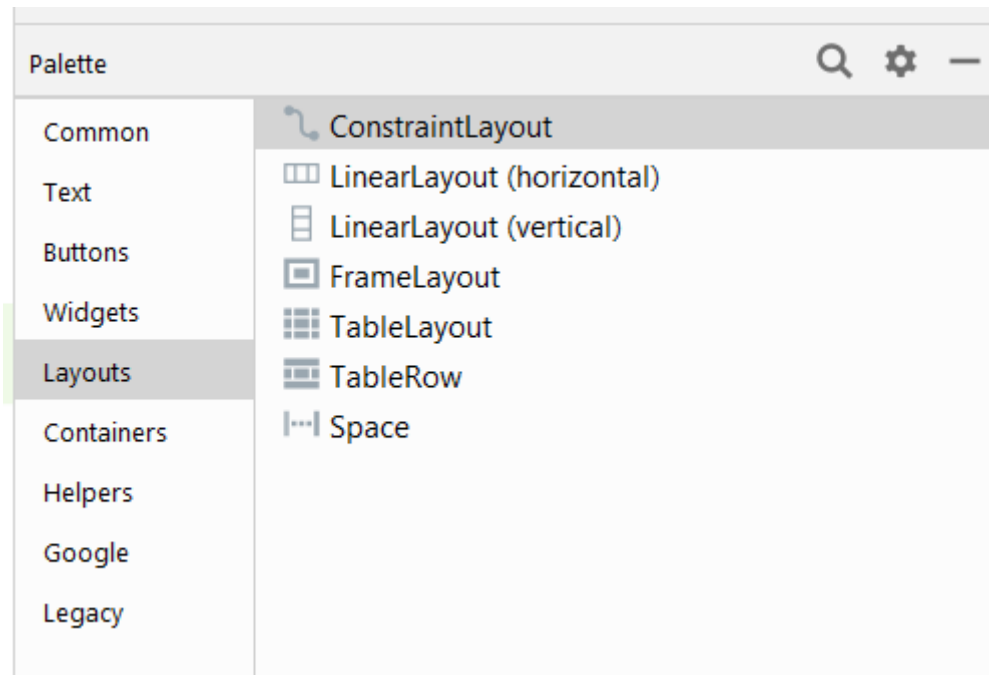 Palette
Common
Text
Buttons
Widgets
Layouts
Containers
Helpers
Google
Legacy
ConstraintLayout
LinearLayout (horizontal)
LinearLayout (vertical)
FrameLayout
TableLayout
TableRow
Space